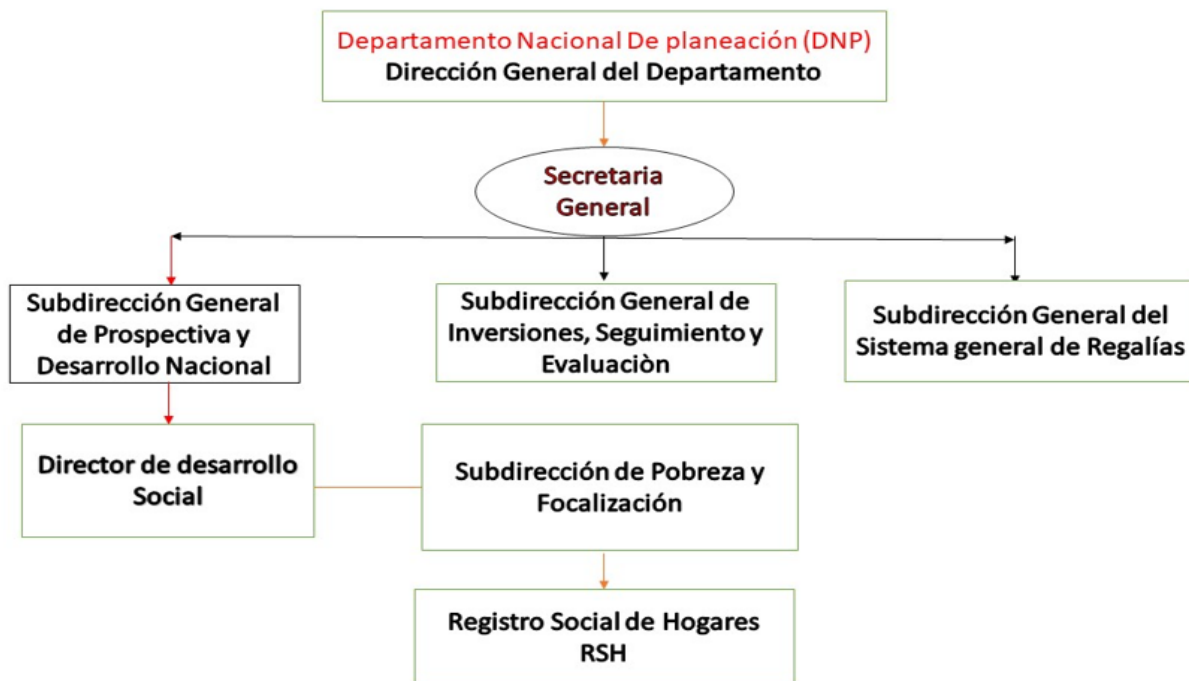 Departamento Nacional De planeación (DNP)
Dirección General del Departamento
Secretaria
General
Subdirección General
de Prospectiva y
Desarrollo Nacional
Subdirección General de
Inversiones, Seguimiento y
Evaluaciòn
Subdirección General del
Sistema general de Regalías
Director de desarrollo
Social
Subdirección de Pobreza y
Focalización
Registro Social de Hogares
RSH